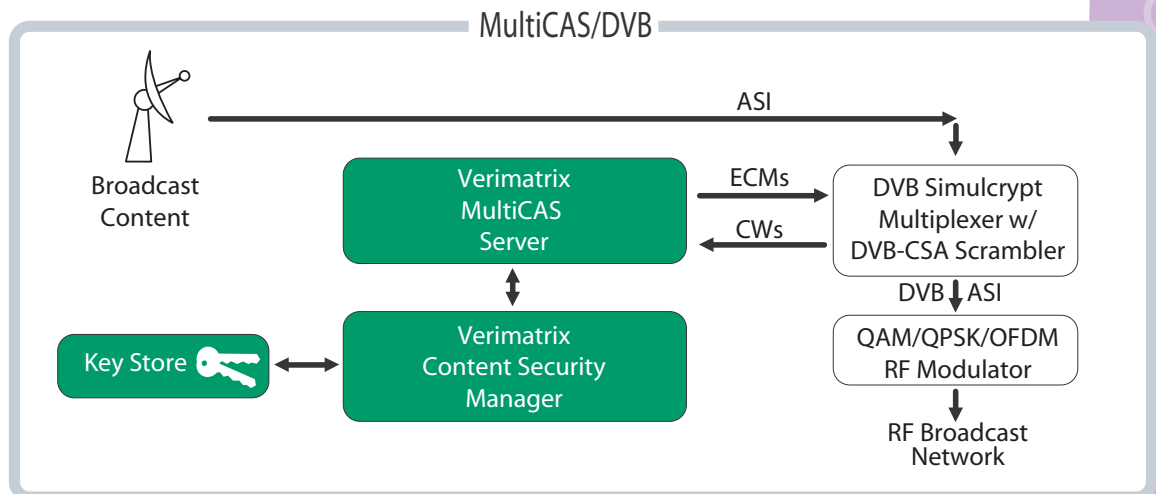 MultiCAS/DVB
ASI
Broadcast
Content
Verimatrix
MultiCAS
Server
ECMs
CWs
DVB Simulcrypt
Multiplexer w/
DVB-CSA Scrambler
DVB ASI
Key Store
Verimatrix
Content Security
Manager
QAM/QPSK/OFDM
RF Modulator
RF Broadcast
Network